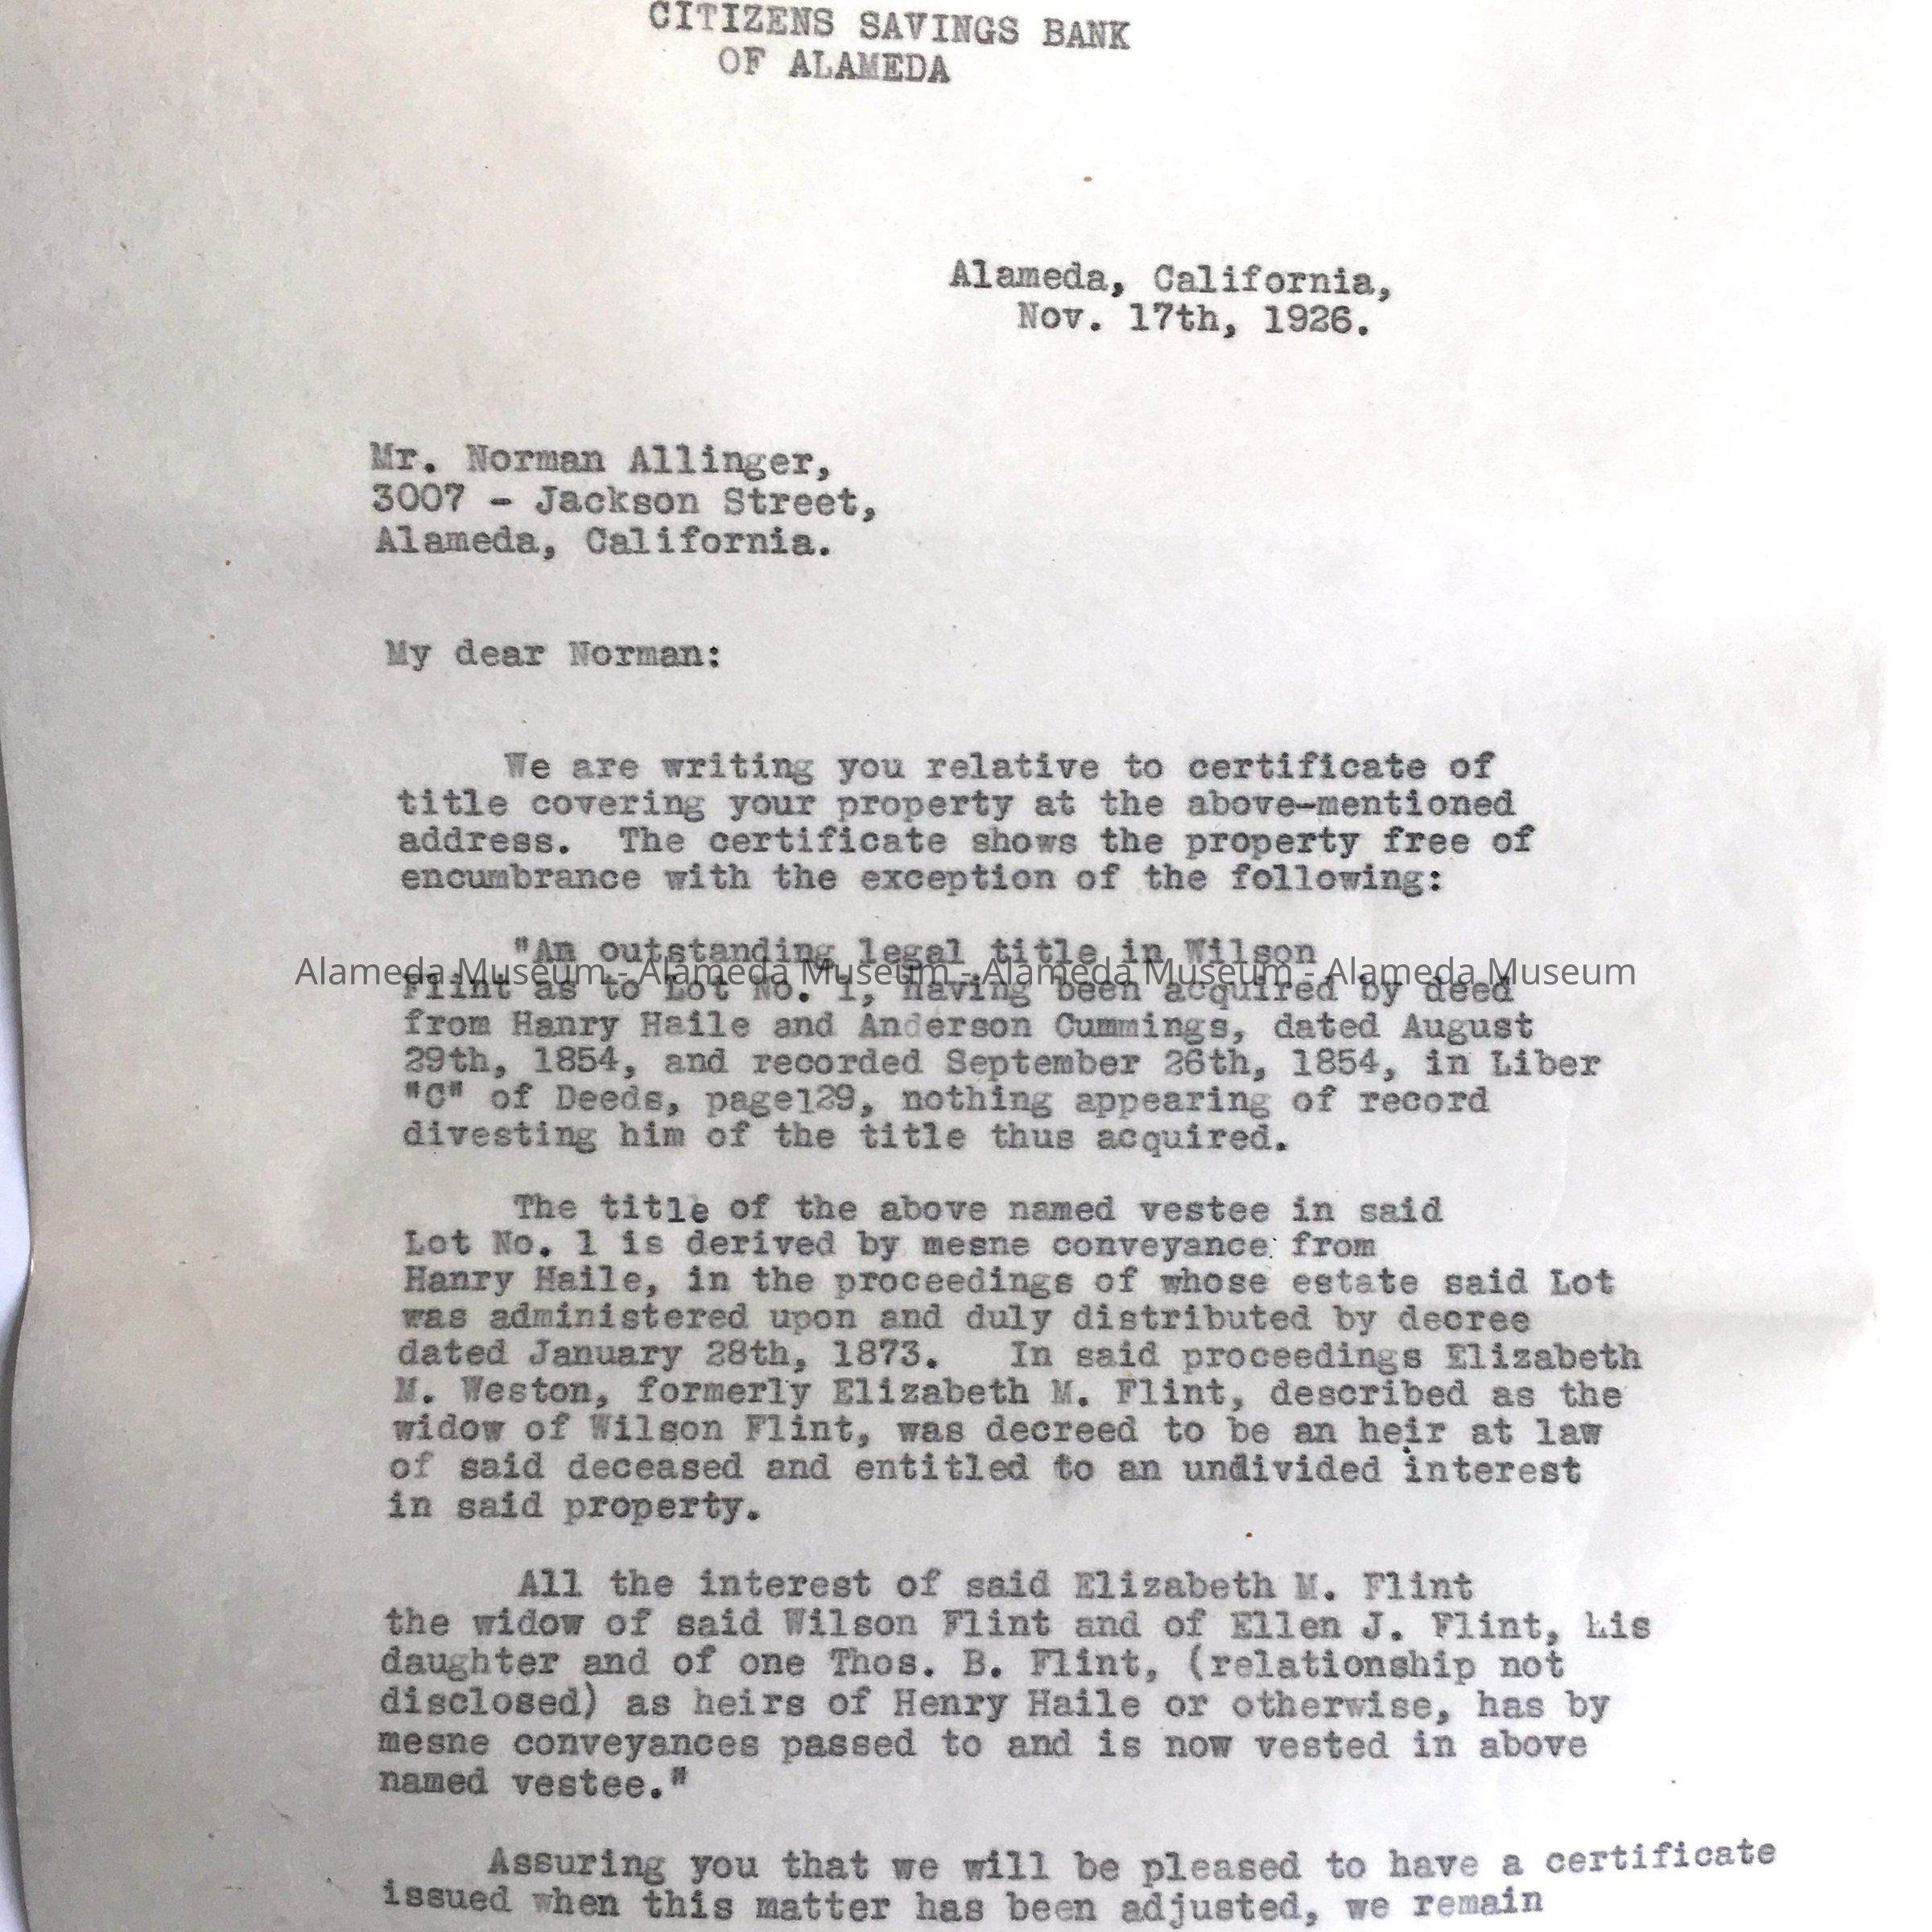 CITIZENS SAVINGS BANK
OF ALAMEDA
Alameda, California,
Nov. 17th, 1926.
Mr. Norman Allinger,
3007 - Jackson Street,
Alameda, California.
My dear Norman:
We are writing you relative to certificate of
title covering your property at the above-mentioned
address. The certificate shows the property free of
encumbrance with the exception of the following:
"An outstanding legal title in Wilson
Alameda Museum - Alameda Museum - Alameda Museum - Alameda Museum
Flint as to Lot No. 1, having been acquired by deed
from Hanry Haile and Anderson Cummings, dated August
29th, 1854, and recorded September 26th, 1854, in Liber
"C" of Deeds, page129, nothing appearing of record
divesting him of the title thus acquired.
The title of the above named vestee in said
Lot No. 1 is derived by mesne conveyance from
Hanry Haile, in the proceedings of whose estate said Lot
was administered upon and duly distributed by decree
dated January 28th, 1873. In said proceedings Elizabeth
M. Weston, formerly Elizabeth M. Flint, described as the
widow of Wilson Flint, was decreed to be an heir at law
of said deceased and entitled to an undivided interest
in said property.
All the interest of said Elizabeth M. Flint
the widow of said Wilson Flint and of Ellen J. Flint, his
daughter and of one Thos. B. Flint, (relationship not
disclosed) as heirs of Henry Haile or otherwise, has by
mesne conveyances passed to and is now vested in above
named vestee."
Assuring you that we will be pleased to have a certificate
issued when this matter has been adjusted, we remain